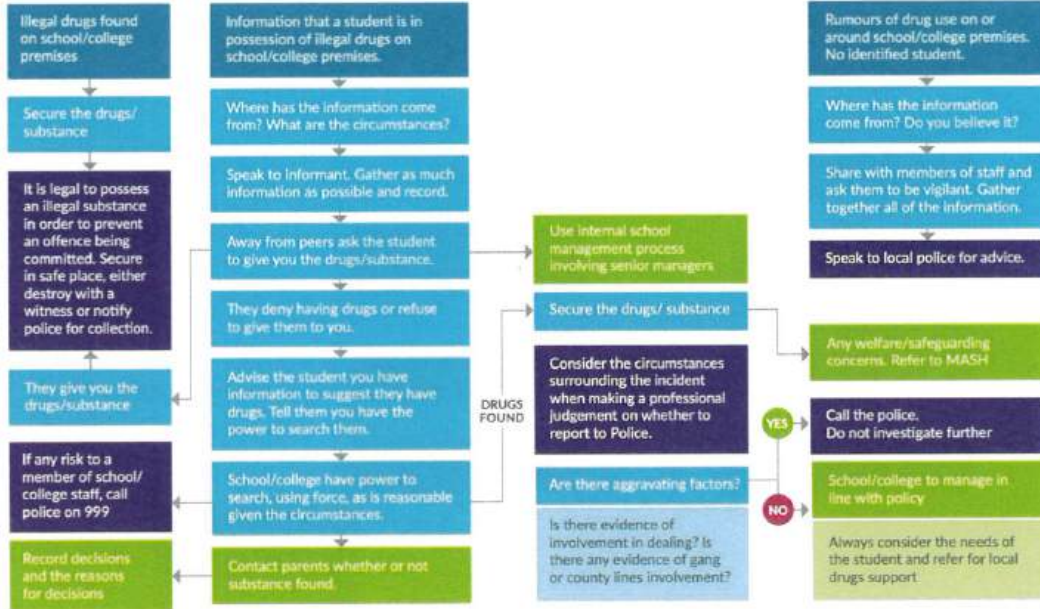 Illegal drugs found
on school/college
premises
Secure the drugs/
substance
It is legal to possess
an illegal substance
in order to prevent
an offence being
committed. Secure
in safe place, either
destroy with a
witness or notify
police for collection.
They give you the
drugs/substance
If any risk to a
member of school/
college staff, call
police on 999
Record decisions
and the reasons
for decisions
Information that a student is in
possession of illegal drugs on
school/college premises.
Where has the information come
from? What are the circumstances?
Speak to informant. Gather as much
information as possible and record.
Away from peers ask the student
to give you the drugs/substance.
They deny having drugs or refuse
to give them to you.
Advise the student you have
information to suggest they have
drugs. Tell them you have the
power to search them.
School/college have power to
search, using force, as is reasonable
given the circumstances.
Contact parents whether or not
substance found.
DRUGS
FOUND
Use internal school
management process
involving senior managers
Secure the drugs/ substance
Consider the circumstances
surrounding the incident
when making a professional
judgement on whether to
report to Police.
Are there aggravating factors?
Is there evidence of
involvement in dealing? Is
there any evidence of gang
or county lines involvement?
YES
NO
Rumours of drug use on or
around school/college premises.
No identified student.
Where has the information
come from? Do you believe it?
Share with members of staff and
ask them to be vigilant. Gather
together all of the information.
Speak to local police for advice.
Any welfare/safeguarding
concerns. Refer to MASH
Call the police.
Do not investigate further
School/college to manage in
line with policy
Always consider the needs of
the student and refer for local
drugs support